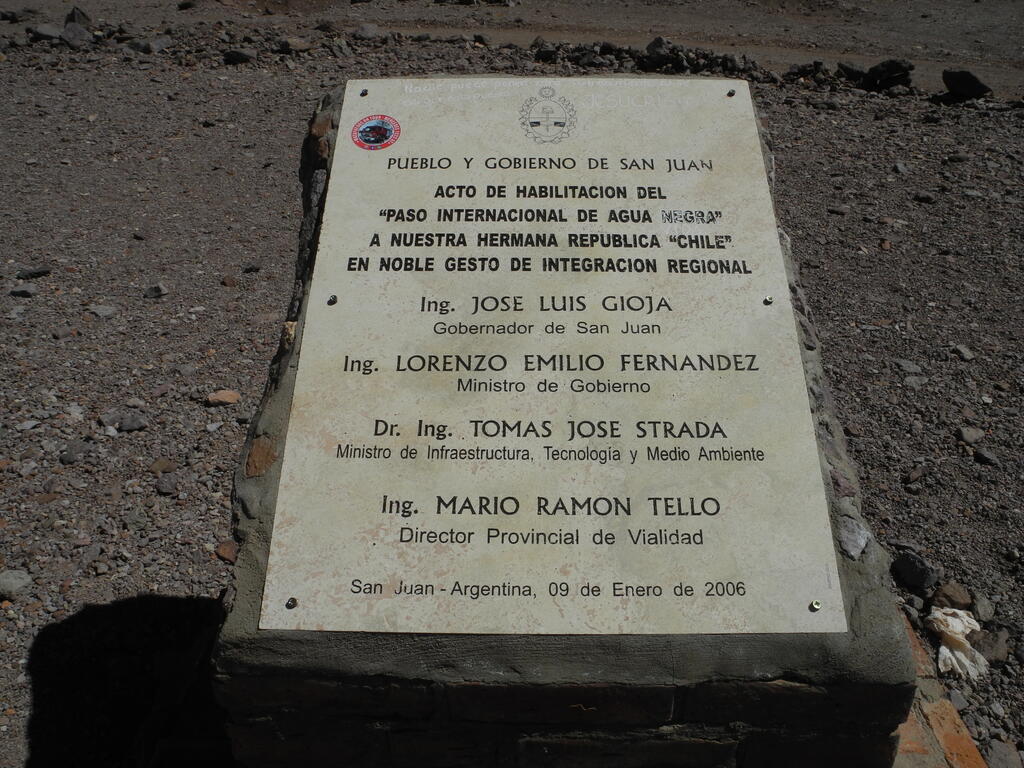 Nadie puede
PUEBLO Y GOBIERNO DE SAN JUAN
ACTO DE HABILITACION DEL
"PASO INTERNACIONAL DE AGUA NEGRA"
A NUESTRA HERMANA REPUBLICA "CHILE"
EN NOBLE GESTO DE INTEGRACION REGIONAL
Ing. JOSE LUIS GIOJA
Gobernador de San Juan
Ing. LORENZO EMILIO FERNANDEZ
Ministro de Gobierno
Dr. Ing. TOMAS JOSE STRADA
Ministro de Infraestructura, Tecnología y Medio Ambiente
Ing. MARIO RAMON TELLO
Director Provincial de Vialidad
San Juan - Argentina, 09 de Enero de 2006